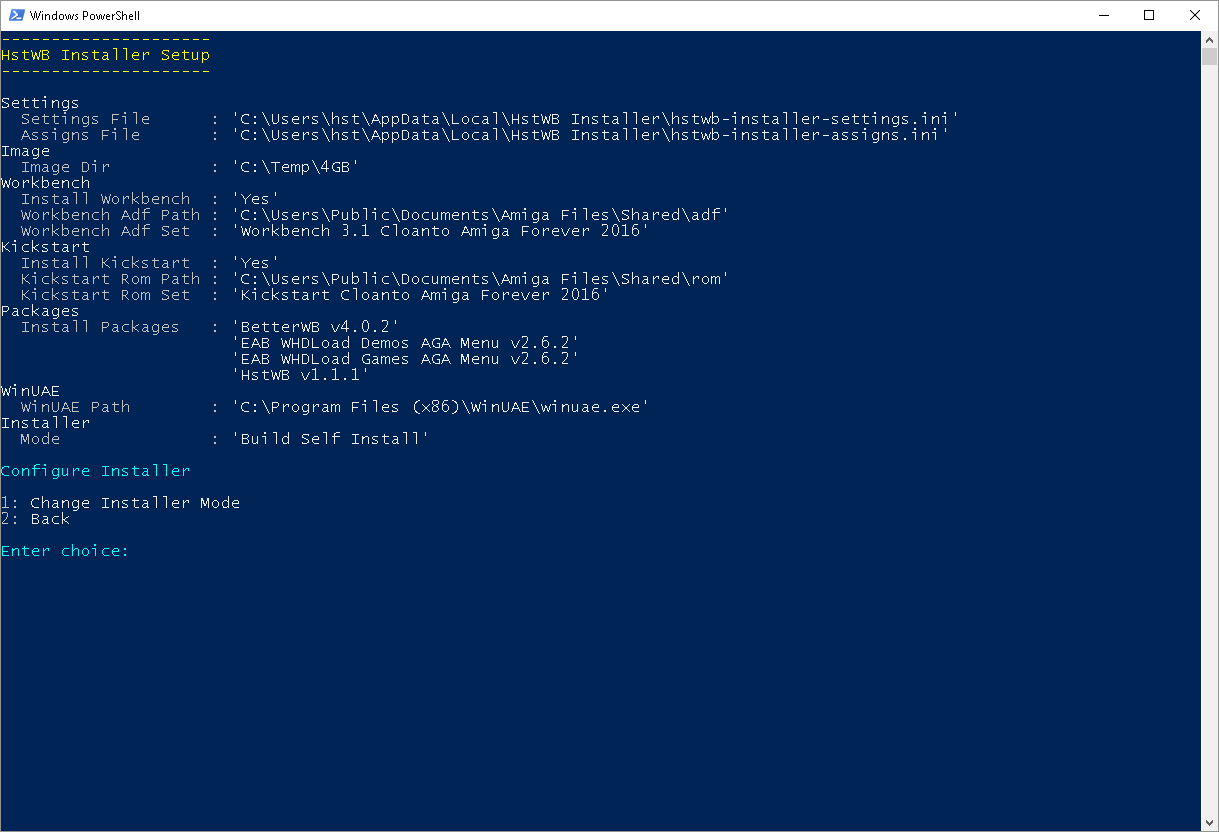 Windows PowerShell
---------------------
HstWB Installer Setup
---------------------
Settings
  Settings File      : 'C:\Users\hst\AppData\Local\HstWB Installer\hstwb-installer-settings.ini'
  Assigns File       : 'C:\Users\hst\AppData\Local\HstWB Installer\hstwb-installer-assigns.ini'
Image
  Image Dir          : 'C:\Temp\4GB'
Workbench
  Install Workbench  : 'Yes'
  Workbench Adf Path : 'C:\Users\Public\Documents\Amiga Files\Shared\adf'
  Workbench Adf Set  : 'Workbench 3.1 Cloanto Amiga Forever 2016'
Kickstart
  Install Kickstart  : 'Yes'
  Kickstart Rom Path : 'C:\Users\Public\Documents\Amiga Files\Shared\rom'
  Kickstart Rom Set  : 'Kickstart Cloanto Amiga Forever 2016'
Packages
  Install Packages   : 'BetterWB v4.0.2'
                       'EAB WHDLoad Demos AGA Menu v2.6.2'
                       'EAB WHDLoad Games AGA Menu v2.6.2'
                       'HstWB v1.1.1'
WinUAE
  WinUAE Path        : 'C:\Program Files (x86)\WinUAE\winuae.exe'
Installer
  Mode               : 'Build Self Install'
Configure Installer
1: Change Installer Mode
2: Back
Enter choice: